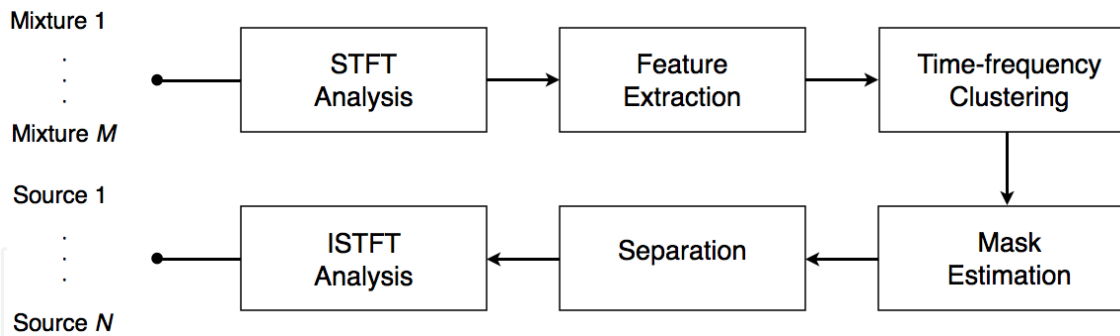 Mixture 1
.
.
.
Mixture M
STFT
Analysis
Feature
Extraction
Time-frequency
Clustering
Source 1
.
.
.
Source N
ISTFT
Analysis
Separation
Mask
Estimation